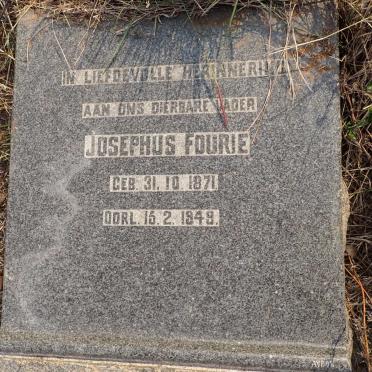 IN LIEFDEVOLLE HERINNERING
AAN ONS DIERBARE VADER
JOSEPHUS FOURIE
GEB. 31. 10. 1871.
OORL. 15. 2. 1949.